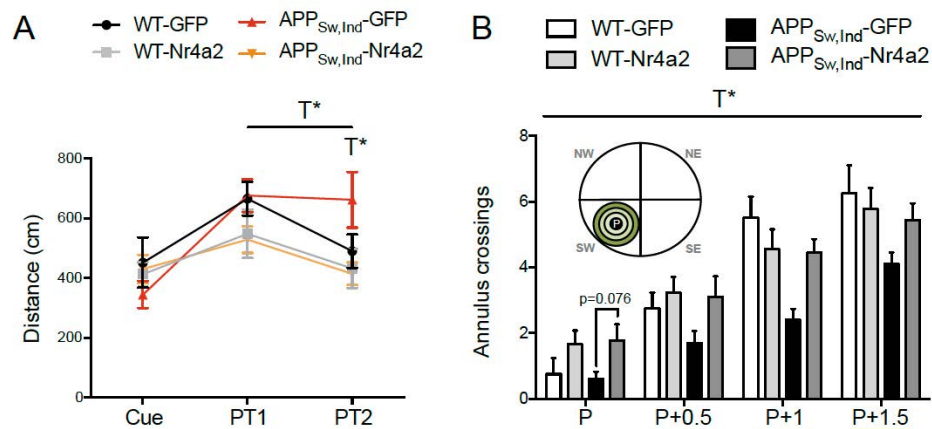 A
WT-GFP
APPSw,Ind-GFP
WT-Nr4a2
APPSw,Ind-Nr4a2
T*
T*
Distance (cm)
800
600
400
200
0
Cue PT1 PT2
B
WT-GFP
APPSw,Ind-GFP
WT-Nr4a2
APPSw,Ind-Nr4a2
T*
Annulus crossings
8
6
4
2
0
NW NE
P
SW SE
p=0.076
P P+0.5 P+1 P+1.5